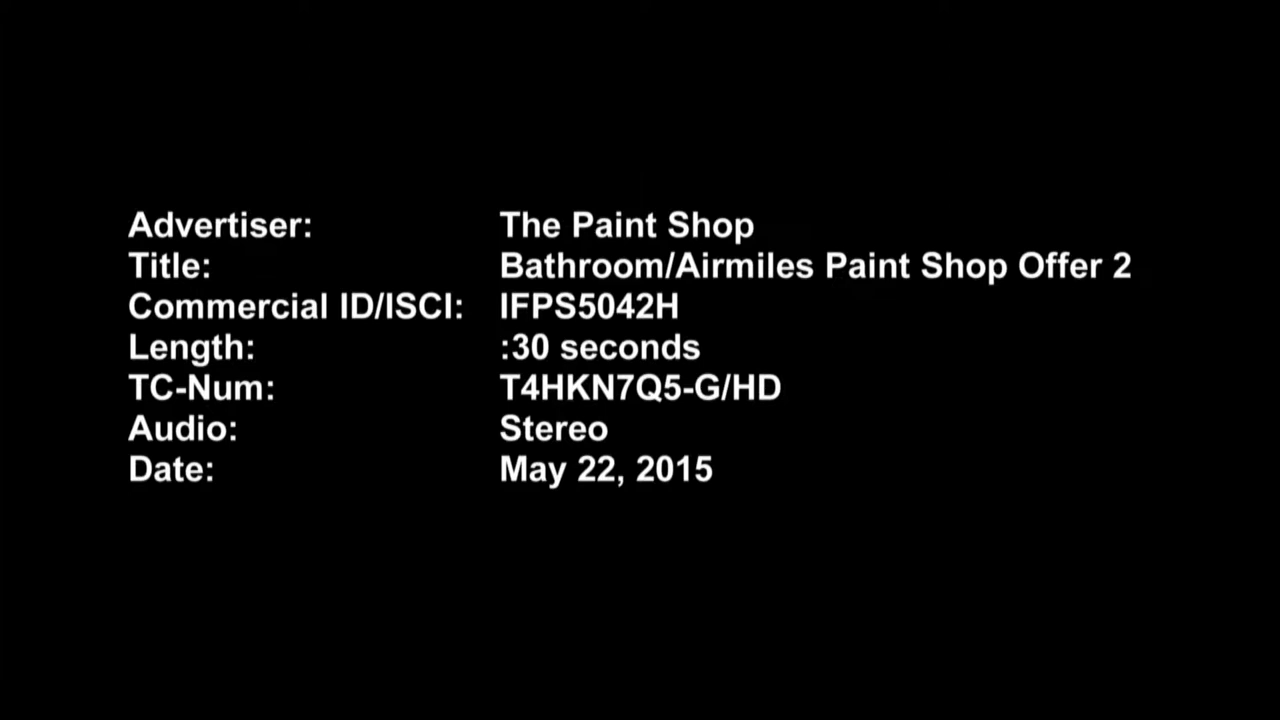 Advertiser: The Paint Shop
Title: Bathroom/Airmiles Paint Shop Offer 2
Commercial ID/ISCI: IFPS5042H
Length: :30 seconds
TC-Num: T4HKN7Q5-G/HD
Audio: Stereo
Date: May 22, 2015